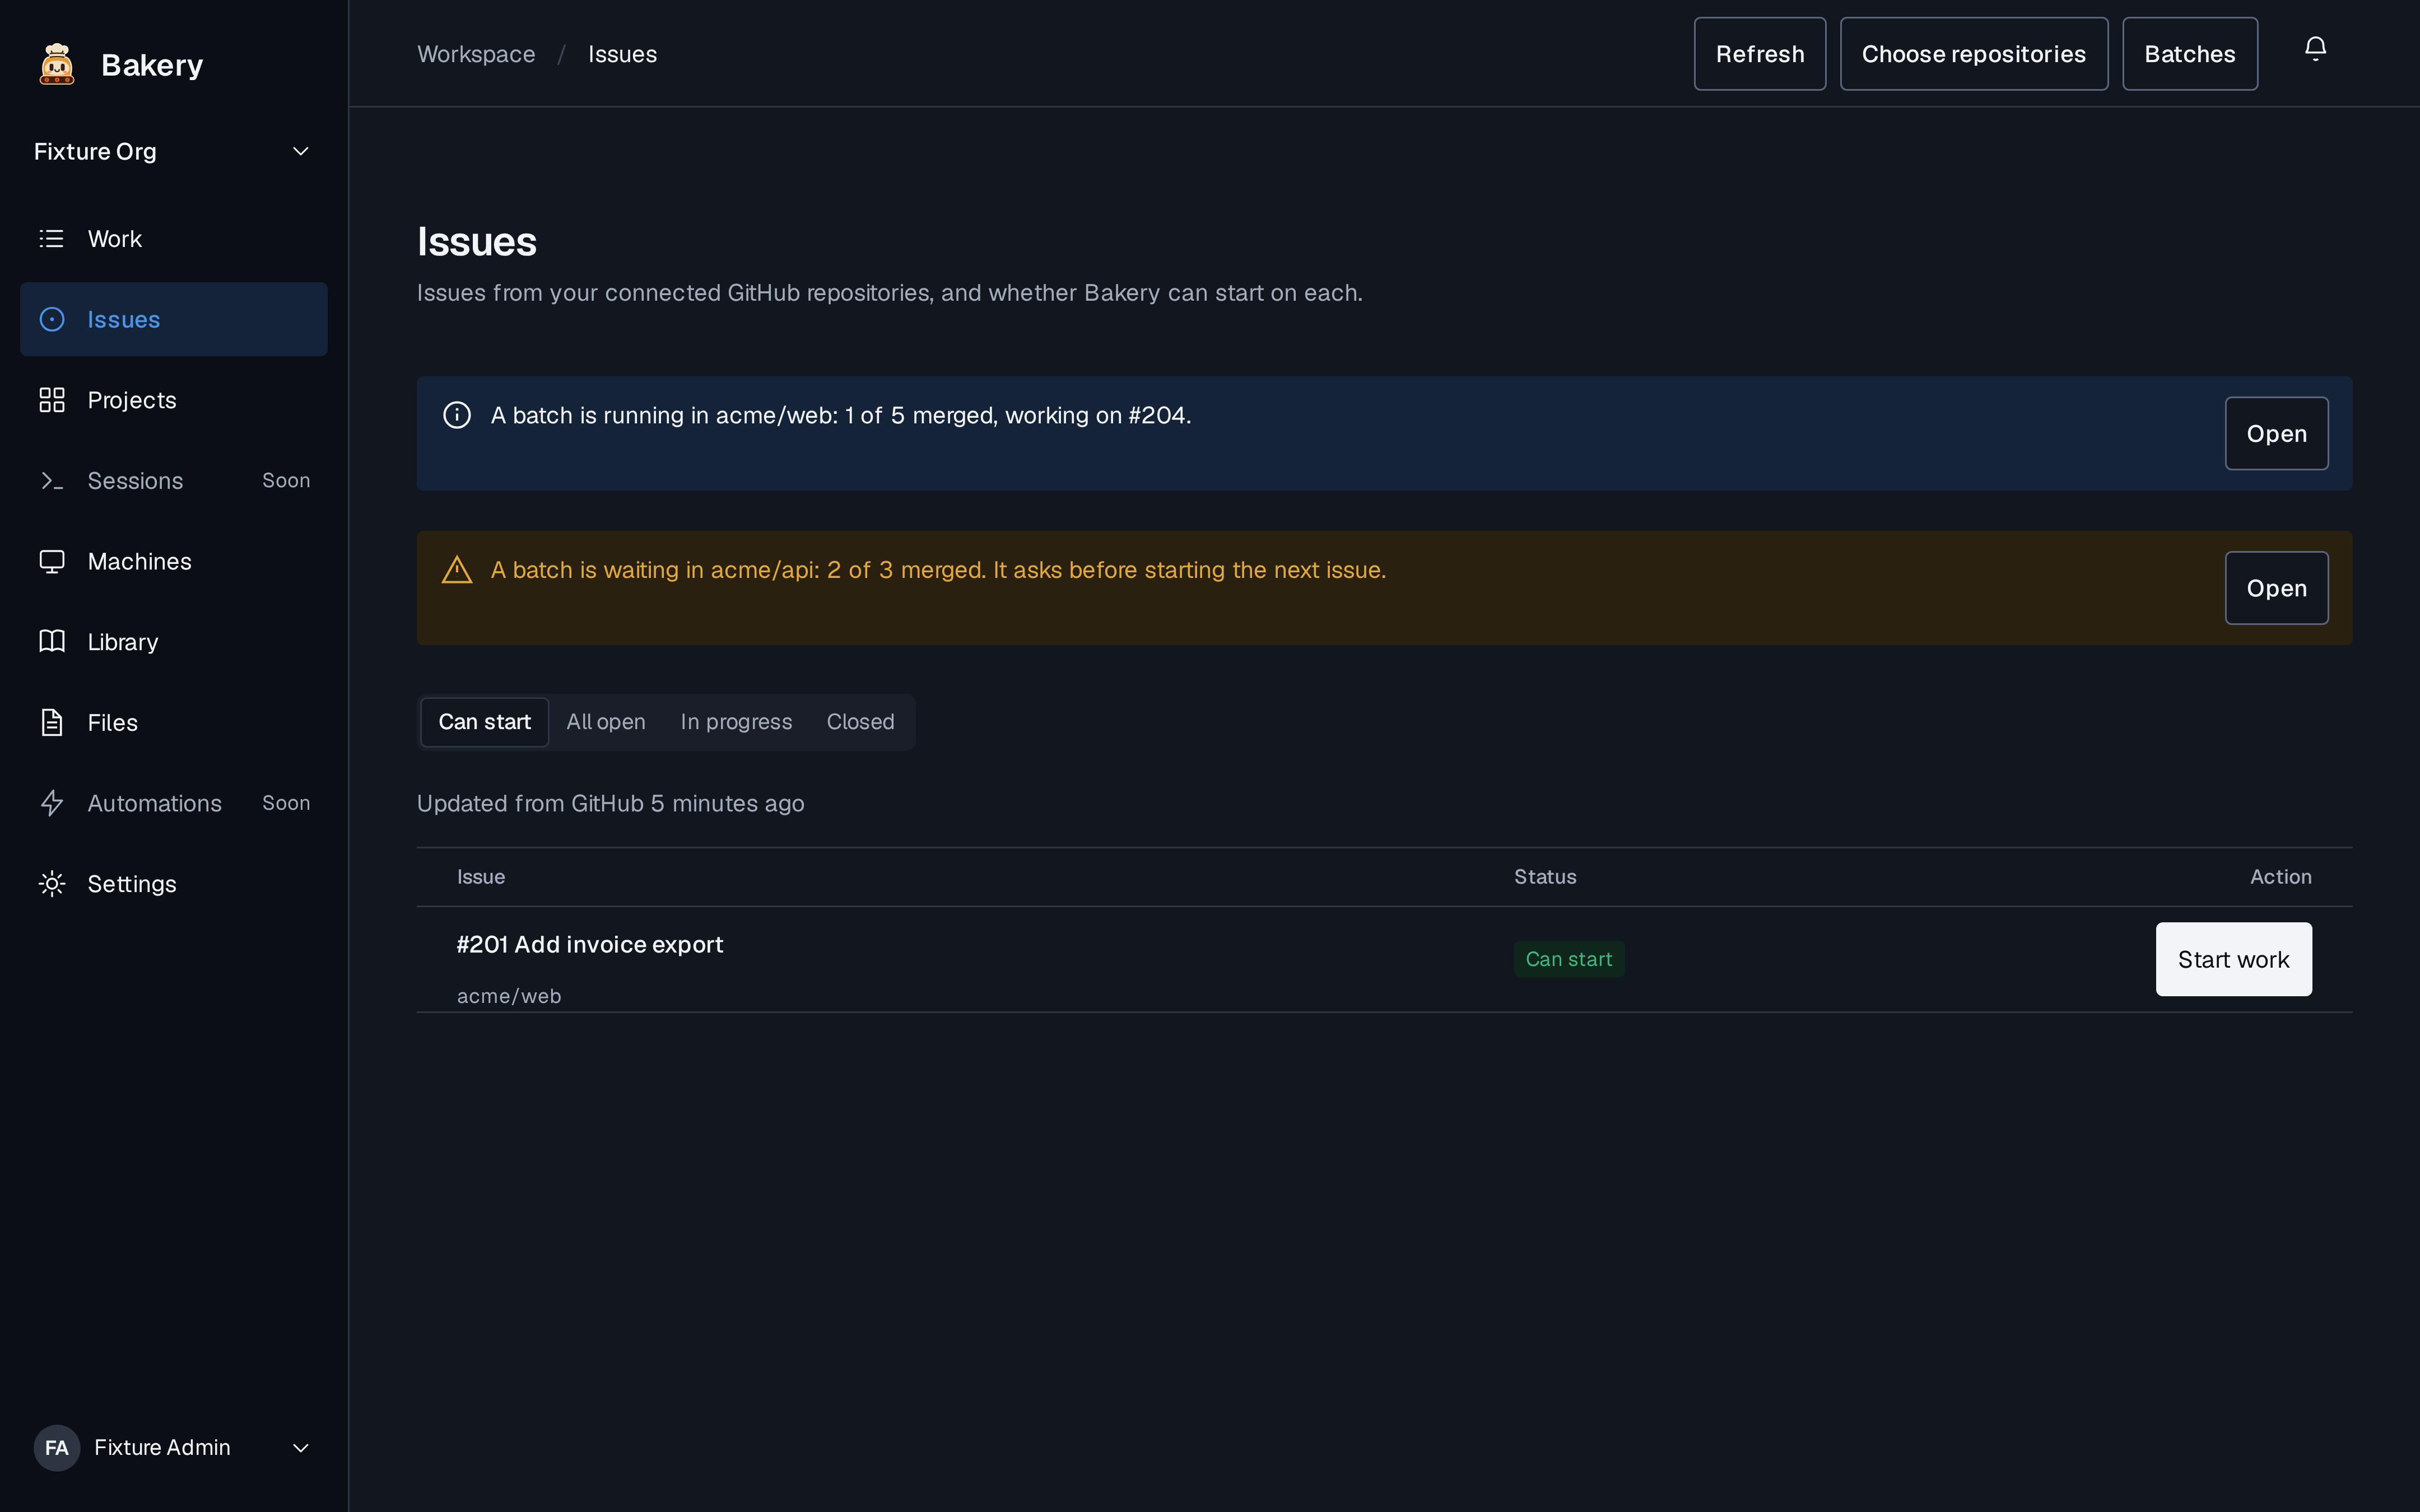 Bakery
Fixture Org
Work
Issues
Projects
Sessions Soon
Machines
Library
Files
Automations Soon
Settings
FA Fixture Admin
Workspace / Issues
Refresh
Choose repositories
Batches
Issues
Issues from your connected GitHub repositories, and whether Bakery can start on each.
A batch is running in acme/web: 1 of 5 merged, working on #204.
Open
A batch is waiting in acme/api: 2 of 3 merged. It asks before starting the next issue.
Open
Can start All open In progress Closed
Updated from GitHub 5 minutes ago
Issue Status Action
#201 Add invoice export
acme/web
Can start
Start work